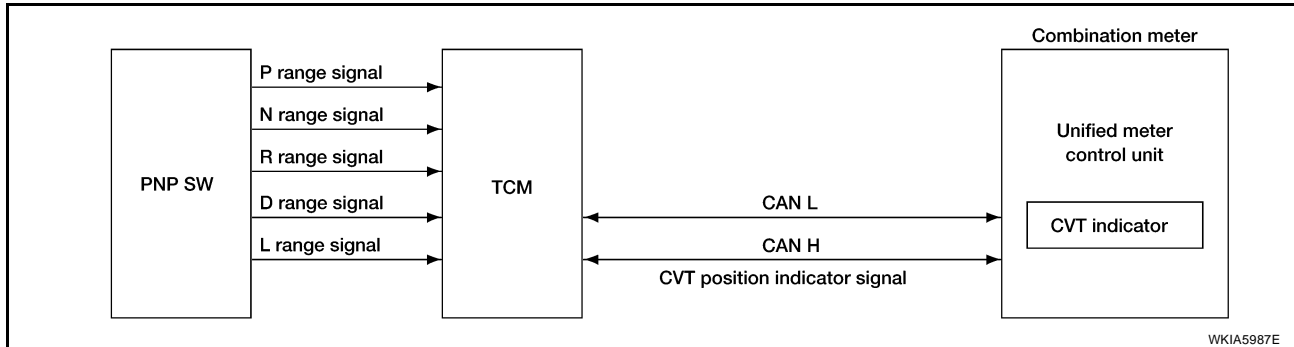 Combination meter
PNP SW
P range signal
N range signal
R range signal
D range signal
L range signal
TCM
CAN L
CAN H
CVT position indicator signal
Unified meter
control unit
CVT indicator
WKIA5987E